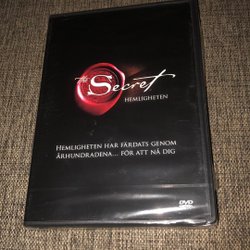 The Secret
HEMLIGHETEN
HEMLIGHETEN HAR FÄRDATS GENOM
ÅRHUNDRADENA... FÖR ATT NÅ DIG
DVD